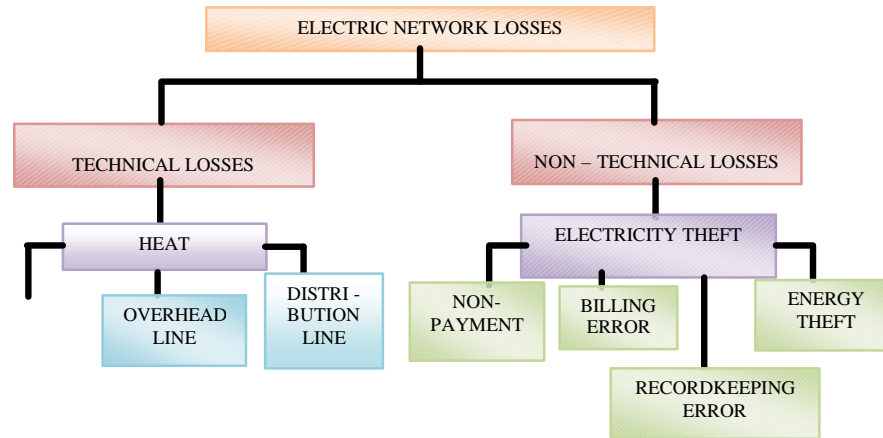 ELECTRIC NETWORK LOSSES
TECHNICAL LOSSES
NON – TECHNICAL LOSSES
HEAT
ELECTRICITY THEFT
OVERHEAD
LINE
DISTRI -
BUTION
LINE
NON-
PAYMENT
BILLING
ERROR
ENERGY
THEFT
RECORDKEEPING
ERROR